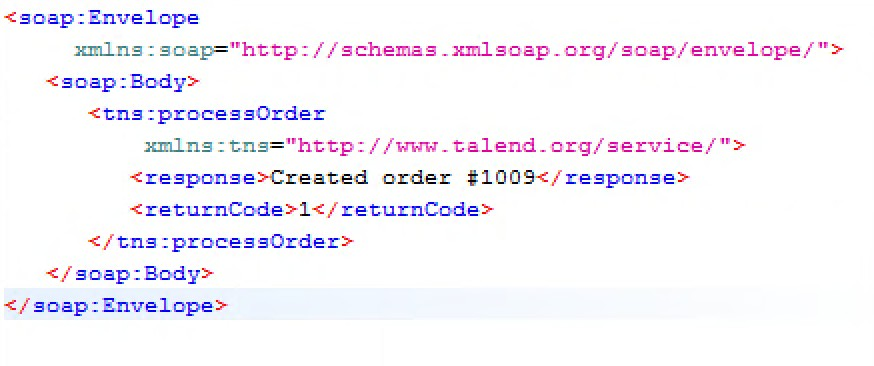 <soap:Envelope
xmlns:soap="http://schemas.xmlsoap.org/soap/envelope/">
<soap:Body>
<tns:processOrder
xmlns:tns="http://www.talend.org/service/">
<response>Created order #1009</response>
<returnCode>1</returnCode>
</tns:processOrder>
</soap:Body>
</soap:Envelope>